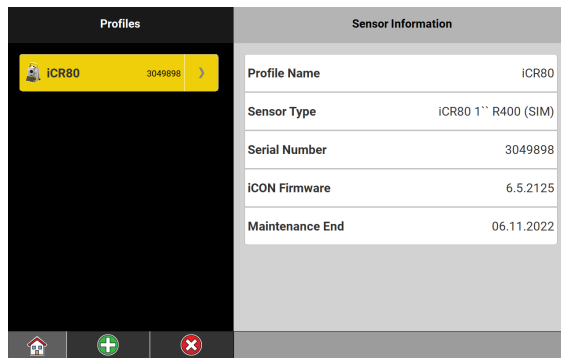 Profiles
iCR80 3049898
Sensor Information
Profile Name iCR80
Sensor Type iCR80 1`` R400 (SIM)
Serial Number 3049898
iCON Firmware 6.5.2125
Maintenance End 06.11.2022